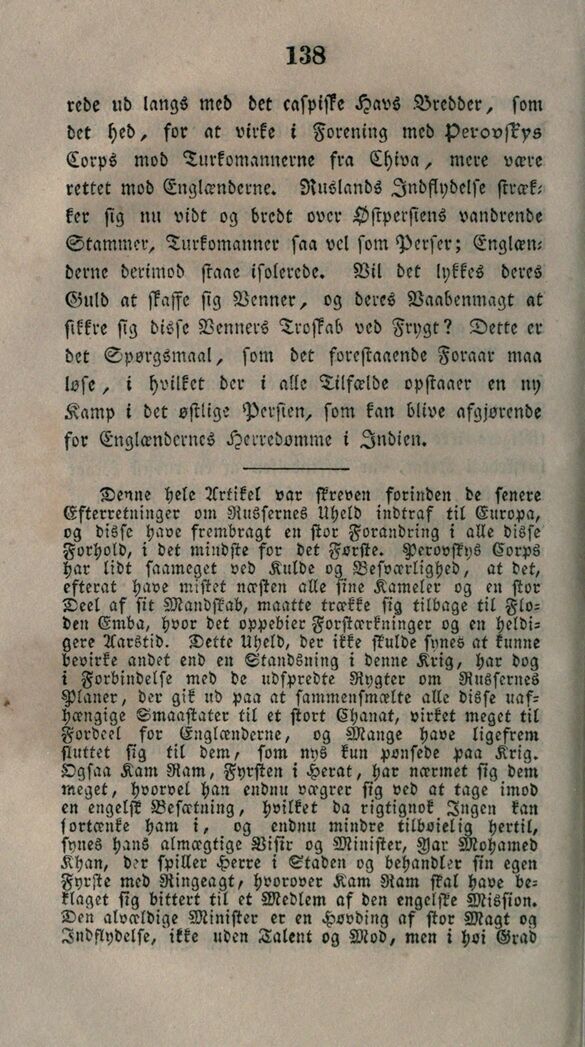 138
rede ud langs med det caspiske Havs Bredder, som
det hed, for at virke i Forening med Perovskys
Corps mod Turkomannerne fra Chiva, mere være
rettet mod Englænderne. Ruslands Indflydelse stræk-
ker sig nu vidt og bredt over Østpersiens vandrende
Stammer, Turkomanner saa vel som Perser; Englæn-
derne derimod staae isolerede. Vil det lykkes deres
Guld at skaffe sig Venner, og deres Vaabenmagt at
sikkre sig disse Venners Troskab ved Frygt? Dette er
det Spørgsmaal, som det forestaaende Foraar maa
løse, i hvilket der i alle Tilfælde opstaaer en ny
Kamp i det østlige Persien, som kan blive afgjørende
for Englændernes Herredømme i Indien.
Denne hele Artikel var skreven forinden de senere
Efterretninger om Russernes Uheld indtraf til Europa,
og disse have frembragt en stor Forandring i alle disse
Forhold, i det mindste for det Første. Perovskys Corps
har lidt saameget ved Kulde og Besværlighed, at det,
efterat have mistet næsten alle sine Kameler og en stor
Deel af sit Mandskab, maatte trække sig tilbage til Flo-
den Emba, hvor det oppebier Forstærkninger og en heldi-
gere Aarstid. Dette Uheld, der ikke skulde synes at kunne
bevirke andet end en Standsning i denne Krig, har dog
i Forbindelse med de udspredte Rygter om Russernes
Planer, der gik ud paa at sammensmælte alle disse uaf-
hængige Smaastater til et stort Chanat, virket meget til
Fordeel for Englænderne, og Mange have ligefrem
sluttet sig til dem, som nys kun pønsede paa Krig.
Ogsaa Kam Ram, Fyrsten i Herat, har nærmet sig dem
meget, hvorvel han endnu vægrer sig ved at tage imod
en engelsk Besætning, hvilket da rigtignok Ingen kan
fortænke ham i, og endnu mindre tilbøielig hertil,
synes hans almægtige Visir og Minister, Yar Mohamed
Khan, der spiller Herre i Staden og behandler sin egen
Fyrste med Ringeagt, hvorover Kam Ram skal have be-
klaget sig bittert til et Medlem af den engelske Mission.
Den alvældige Minister er en Høvding af stor Magt og
Indflydelse, ikke uden Talent og Mod, men i høi Grad